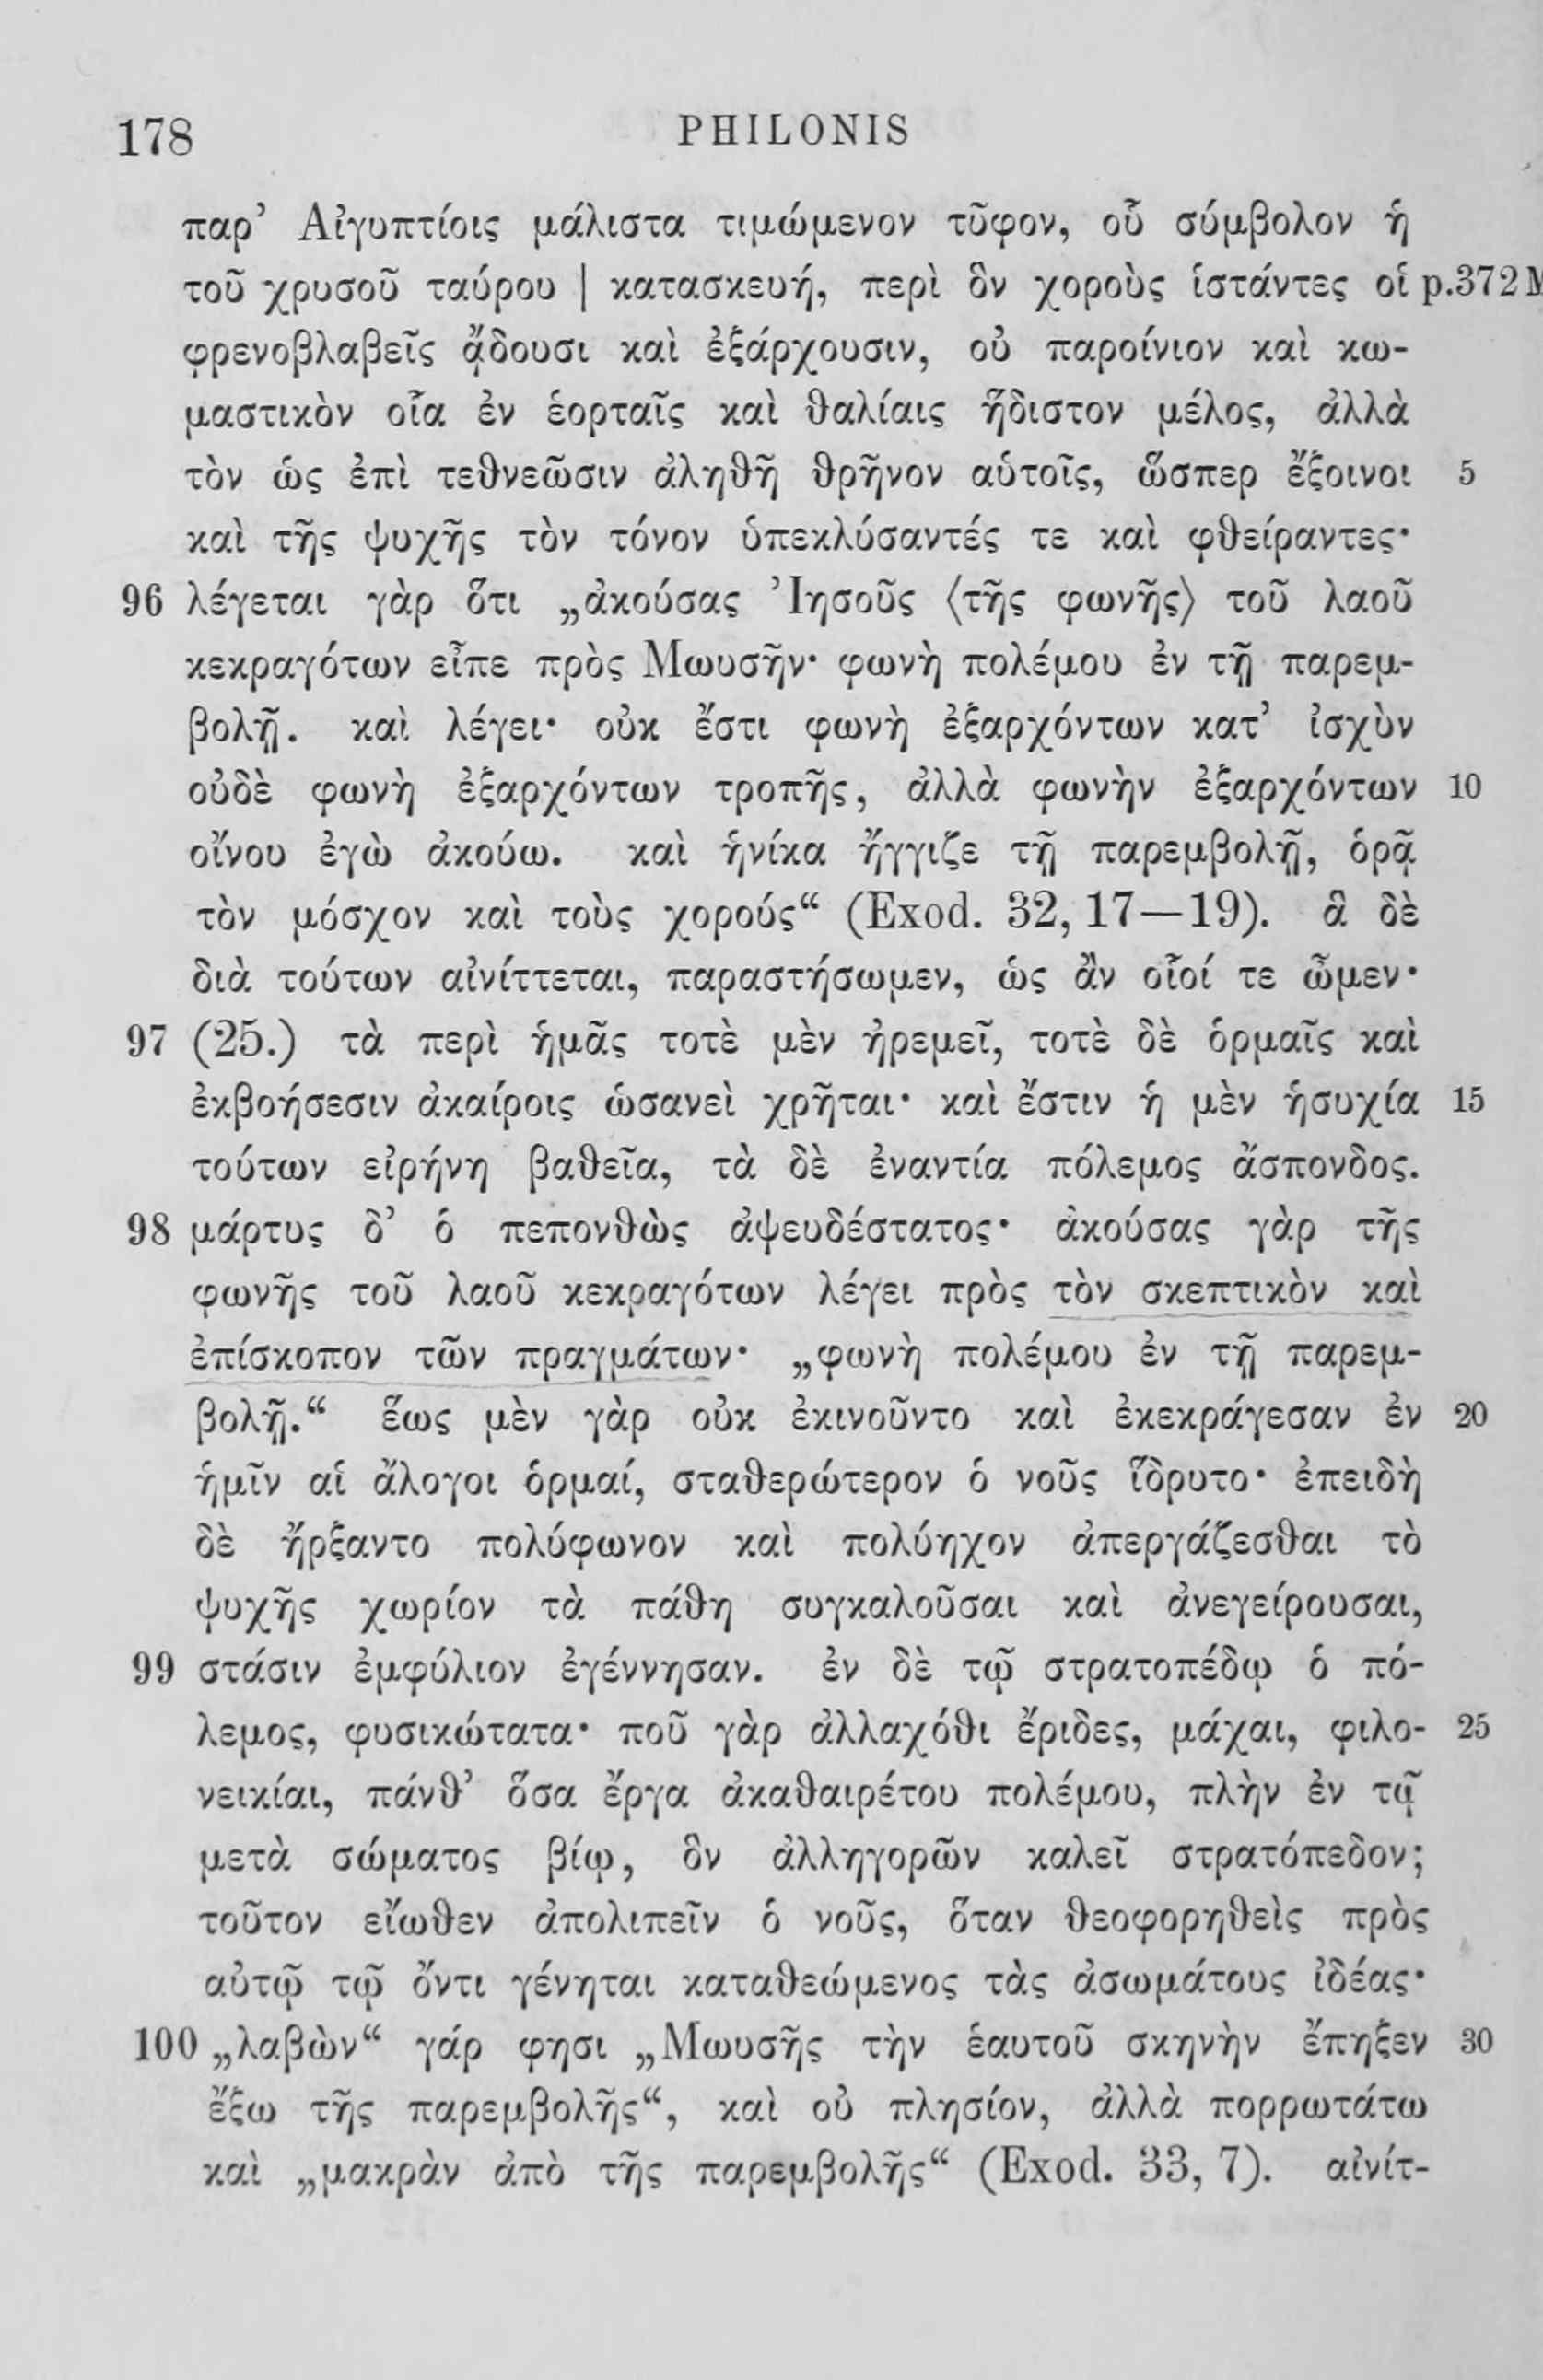 178 PHILONIS
παρ’ Αἰγυπτίοις μάλιστα τιμώμενον τῦφον, οὗ σύμβολον ἡ
τοῦ χρυσοῦ ταύρου | κατασκευή, περὶ ὃν χοροὺς ἱστάντες οἱ p.372 M
φρενοβλαβεῖς ᾄδουσι καὶ ἐξάρχουσιν, οὐ παροίνιον καὶ κω-
μαστικὸν οἷα ἐν ἑορταῖς καὶ θαλίαις ἥδιστον μέλος, ἀλλὰ
τὸν ὡς ἐπὶ τεθνεῶσιν ἀληθῆ θρῆνον αὑτοῖς, ὥσπερ ἔξοινοι 5
καὶ τῆς ψυχῆς τὸν τόνον ὑπεκλύσαντές τε καὶ φθείραντες·
96 λέγεται γὰρ ὅτι „ἀκούσας Ἰησοῦς ⟨τῆς φωνῆς⟩ τοῦ λαοῦ
κεκραγότων εἶπε πρὸς Μωυσῆν· φωνὴ πολέμου ἐν τῇ παρεμ-
βολῇ. καὶ λέγει· οὐκ ἔστι φωνὴ ἐξαρχόντων κατ’ ἰσχὺν
οὐδὲ φωνὴ ἐξαρχόντων τροπῆς, ἀλλὰ φωνὴν ἐξαρχόντων 10
οἴνου ἐγὼ ἀκούω. καὶ ἡνίκα ἤγγιζε τῇ παρεμβολῇ, ὁρᾷ
τὸν μόσχον καὶ τοὺς χορούς“ (Exod. 32, 17—19). ἃ δὲ
διὰ τούτων αἰνίττεται, παραστήσωμεν, ὡς ἂν οἷοί τε ὦμεν·
97 (25.) τὰ περὶ ἡμᾶς τοτὲ μὲν ἠρεμεῖ, τοτὲ δὲ ὁρμαῖς καὶ
ἐκβοήσεσιν ἀκαίροις ὡσανεὶ χρῆται· καὶ ἔστιν ἡ μὲν ἡσυχία 15
τούτων εἰρήνη βαθεῖα, τὰ δὲ ἐναντία πόλεμος ἄσπονδος.
98 μάρτυς δ’ ὁ πεπονθὼς ἀψευδέστατος· ἀκούσας γὰρ τῆς
φωνῆς τοῦ λαοῦ κεκραγότων λέγει πρὸς τὸν σκεπτικὸν καὶ
ἐπίσκοπον τῶν πραγμάτων· „φωνὴ πολέμου ἐν τῇ παρεμ-
βολῇ.“ ἕως μὲν γὰρ οὐκ ἐκινοῦντο καὶ ἐκεκράγεσαν ἐν 20
ἡμῖν αἱ ἄλογοι ὁρμαί, σταθερώτερον ὁ νοῦς ἵδρυτο· ἐπειδὴ
δὲ ἤρξαντο πολύφωνον καὶ πολύηχον ἀπεργάζεσθαι τὸ
ψυχῆς χωρίον τὰ πάθη συγκαλοῦσαι καὶ ἀνεγείρουσαι,
99 στάσιν ἐμφύλιον ἐγέννησαν. ἐν δὲ τῷ στρατοπέδῳ ὁ πό-
λεμος, φυσικώτατα· ποῦ γὰρ ἀλλαχόθι ἔριδες, μάχαι, φιλο- 25
νεικίαι, πάνθ’ ὅσα ἔργα ἀκαθαιρέτου πολέμου, πλὴν ἐν τῷ
μετὰ σώματος βίῳ, ὃν ἀλληγορῶν καλεῖ στρατόπεδον;
τοῦτον εἴωθεν ἀπολιπεῖν ὁ νοῦς, ὅταν θεοφορηθεὶς πρὸς
αὐτῷ τῷ ὄντι γένηται καταθεώμενος τὰς ἀσωμάτους ἰδέας·
100 „λαβὼν“ γάρ φησι „Μωυσῆς τὴν ἑαυτοῦ σκηνὴν ἔπηξεν 30
ἔξω τῆς παρεμβολῆς“, καὶ οὐ πλησίον, ἀλλὰ πορρωτάτω
καὶ „μακρὰν ἀπὸ τῆς παρεμβολῆς“ (Exod. 33, 7). αἰνίτ-